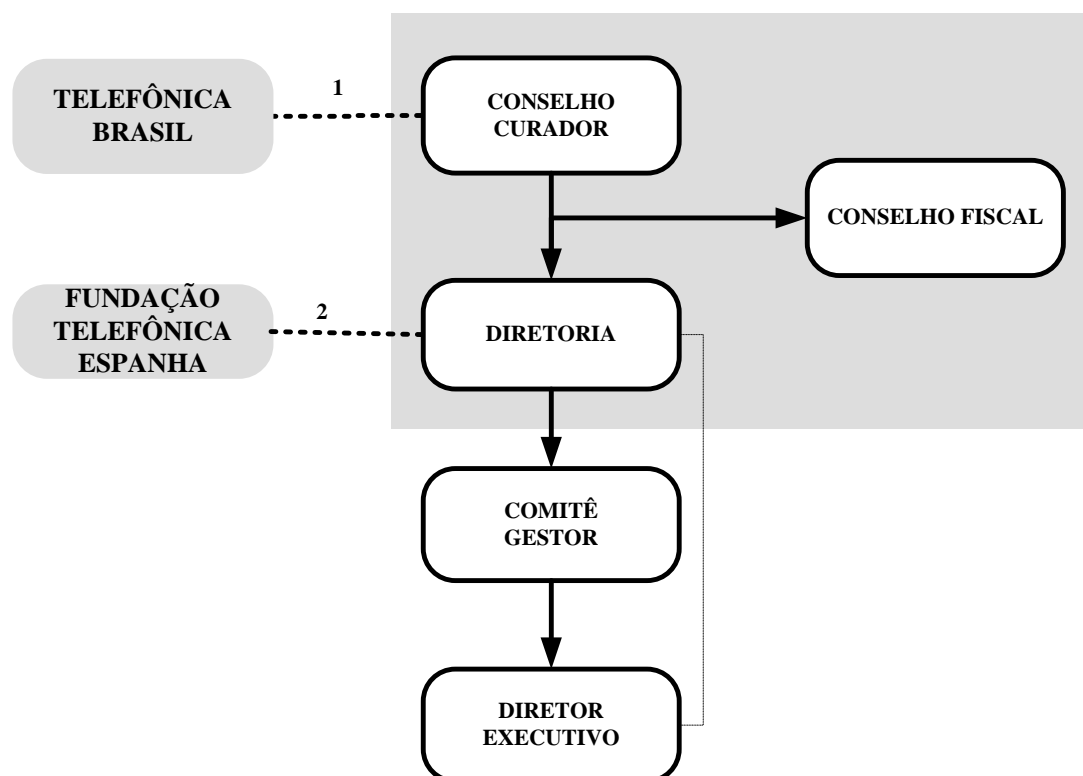 TELEFÔNICA
BRASIL
1
CONSELHO
CURADOR
CONSELHO FISCAL
FUNDAÇÃO
TELEFÔNICA
ESPANHA
2
DIRETORIA
COMITÊ
GESTOR
DIRETOR
EXECUTIVO